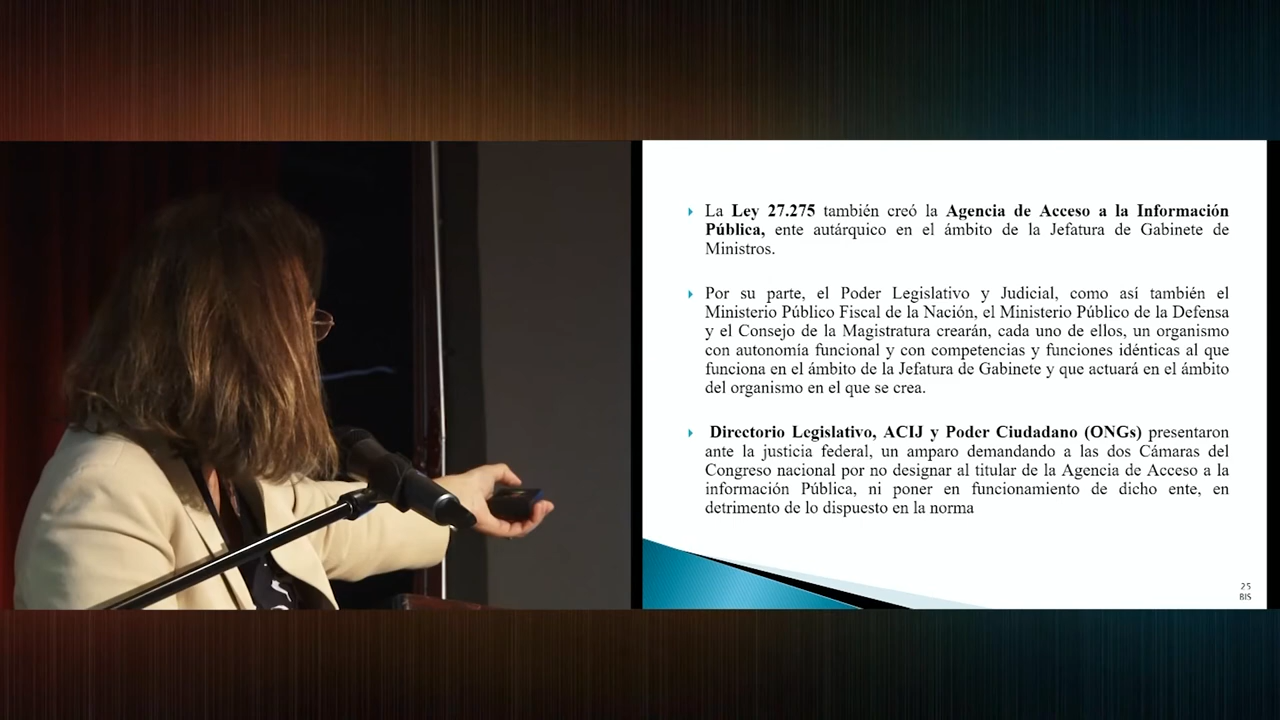 La Ley 27.275 también creó la Agencia de Acceso a la Información
Pública, ente autárquico en el ámbito de la Jefatura de Gabinete de
Ministros.
Por su parte, el Poder Legislativo y Judicial, como así también el
Ministerio Público Fiscal de la Nación, el Ministerio Público de la Defensa
y el Consejo de la Magistratura crearán, cada uno de ellos, un organismo
con autonomía funcional y con competencias y funciones idénticas al que
funciona en el ámbito de la Jefatura de Gabinete y que actuará en el ámbito
del organismo en el que se crea.
Directorio Legislativo, ACIJ y Poder Ciudadano (ONGs) presentaron
ante la justicia federal, un amparo demandando a las dos Cámaras del
Congreso nacional por no designar al titular de la Agencia de Acceso a la
información Pública, ni poner en funcionamiento de dicho ente, en
detrimento de lo dispuesto en la norma
25
BIS